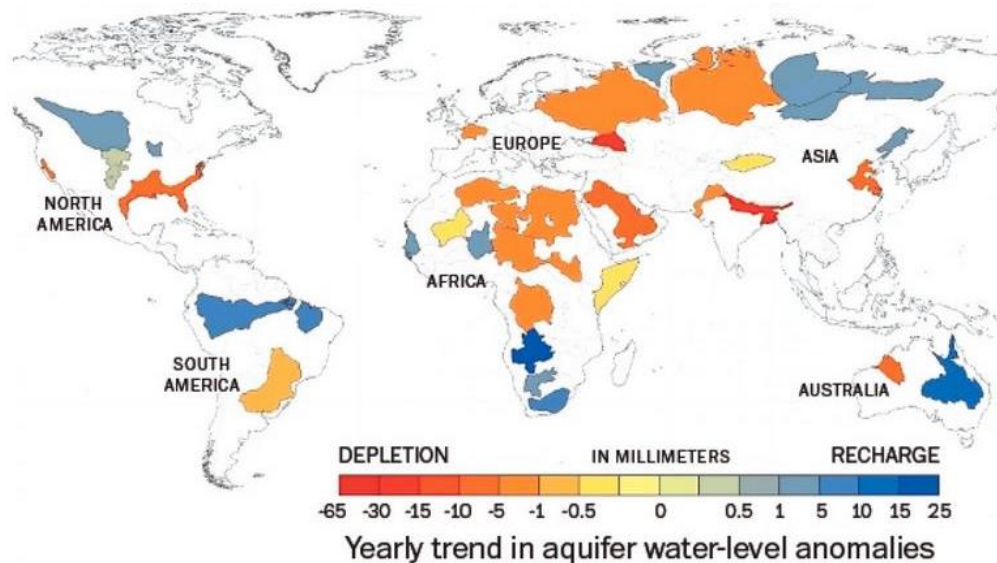 EUROPE
ASIA
NORTH
AMERICA
AFRICA
SOUTH
AMERICA
AUSTRALIA
DEPLETION IN MILLIMETERS RECHARGE
-65 -30 -15 -10 -5 -1 -0.5 0 0.5 1 5 10 15 25
Yearly trend in aquifer water-level anomalies